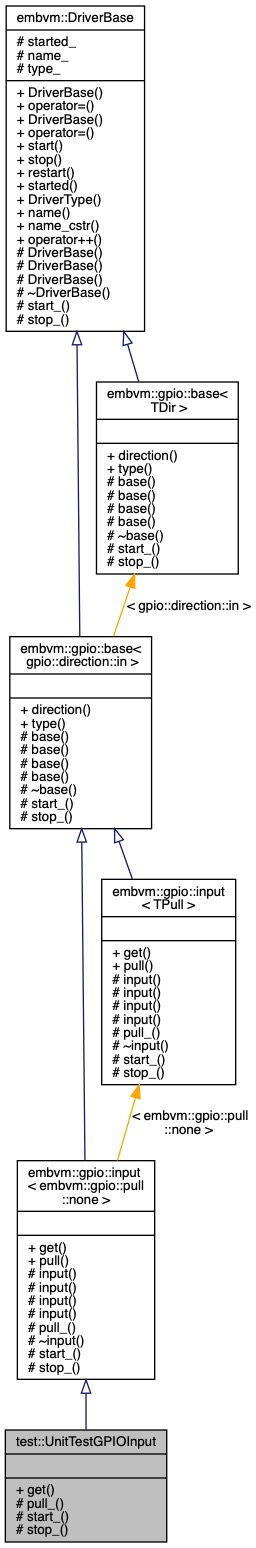 embvm::DriverBase
# started_
# name_
# type_
+ DriverBase()
+ operator=()
+ DriverBase()
+ operator=()
+ start()
+ stop()
+ restart()
+ started()
+ DriverType()
+ name()
+ name_cstr()
+ operator++()
# DriverBase()
# DriverBase()
# DriverBase()
# ~DriverBase()
# start_()
# stop_()
embvm::gpio::base<
TDir >
+ direction()
+ type()
# base()
# base()
# base()
# base()
# ~base()
# start_()
# stop_()
< gpio::direction::in >
embvm::gpio::base<
gpio::direction::in >
+ direction()
+ type()
# base()
# base()
# base()
# base()
# ~base()
# start_()
# stop_()
embvm::gpio::input
< TPull >
+ get()
+ pull()
# input()
# input()
# input()
# input()
# pull_()
# ~input()
# start_()
# stop_()
< embvm::gpio::pull
::none >
embvm::gpio::input
< embvm::gpio::pull
::none >
+ get()
+ pull()
# input()
# input()
# input()
# input()
# pull_()
# ~input()
# start_()
# stop_()
test::UnitTestGPIOInput
+ get()
# pull_()
# start_()
# stop_()